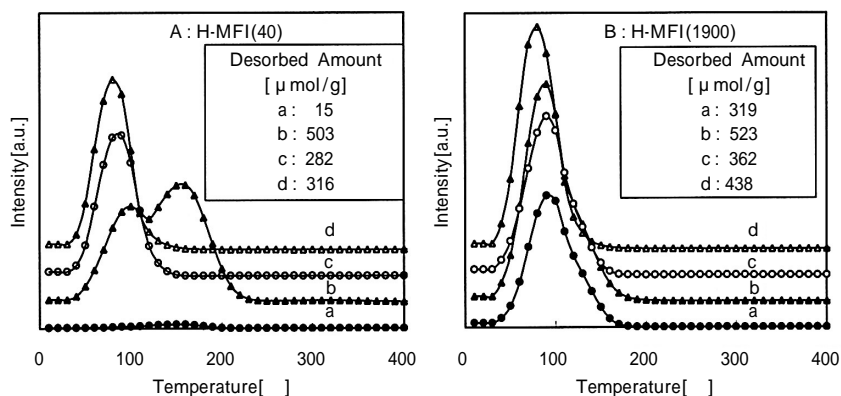 A : H-MFI(40)
Desorbed Amount
[ μ mol/g]
a : 15
b : 503
c : 282
d : 316
d
c
b
a
Intensity[a.u.]
0 100 200 300 400
Temperature[ ]
B : H-MFI(1900)
Desorbed Amount
[ μ mol/g]
a : 319
b : 523
c : 362
d : 438
d
c
b
a
Intensity[a.u.]
0 100 200 300 400
Temperature[ ]